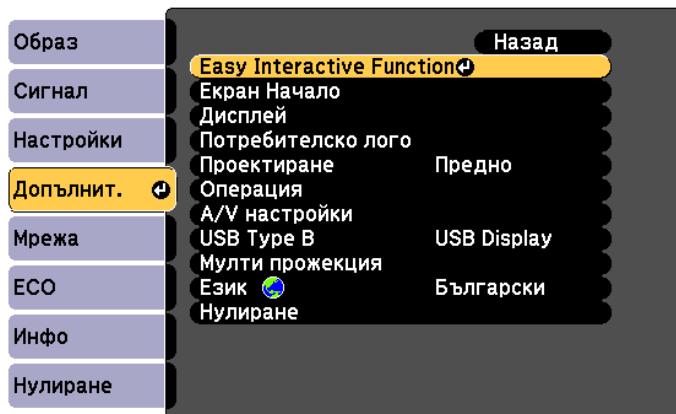 Образ
Сигнал
Настройки
Допълнит.
Мрежа
ECO
Инфо
Нулиране
Назад
Easy Interactive Function
Екран Начало
Дисплей
Потребителско лого
Проектиране Предно
Операция
A/V настройки
USB Type B USB Display
Мулти прожекция
Език Български
Нулиране